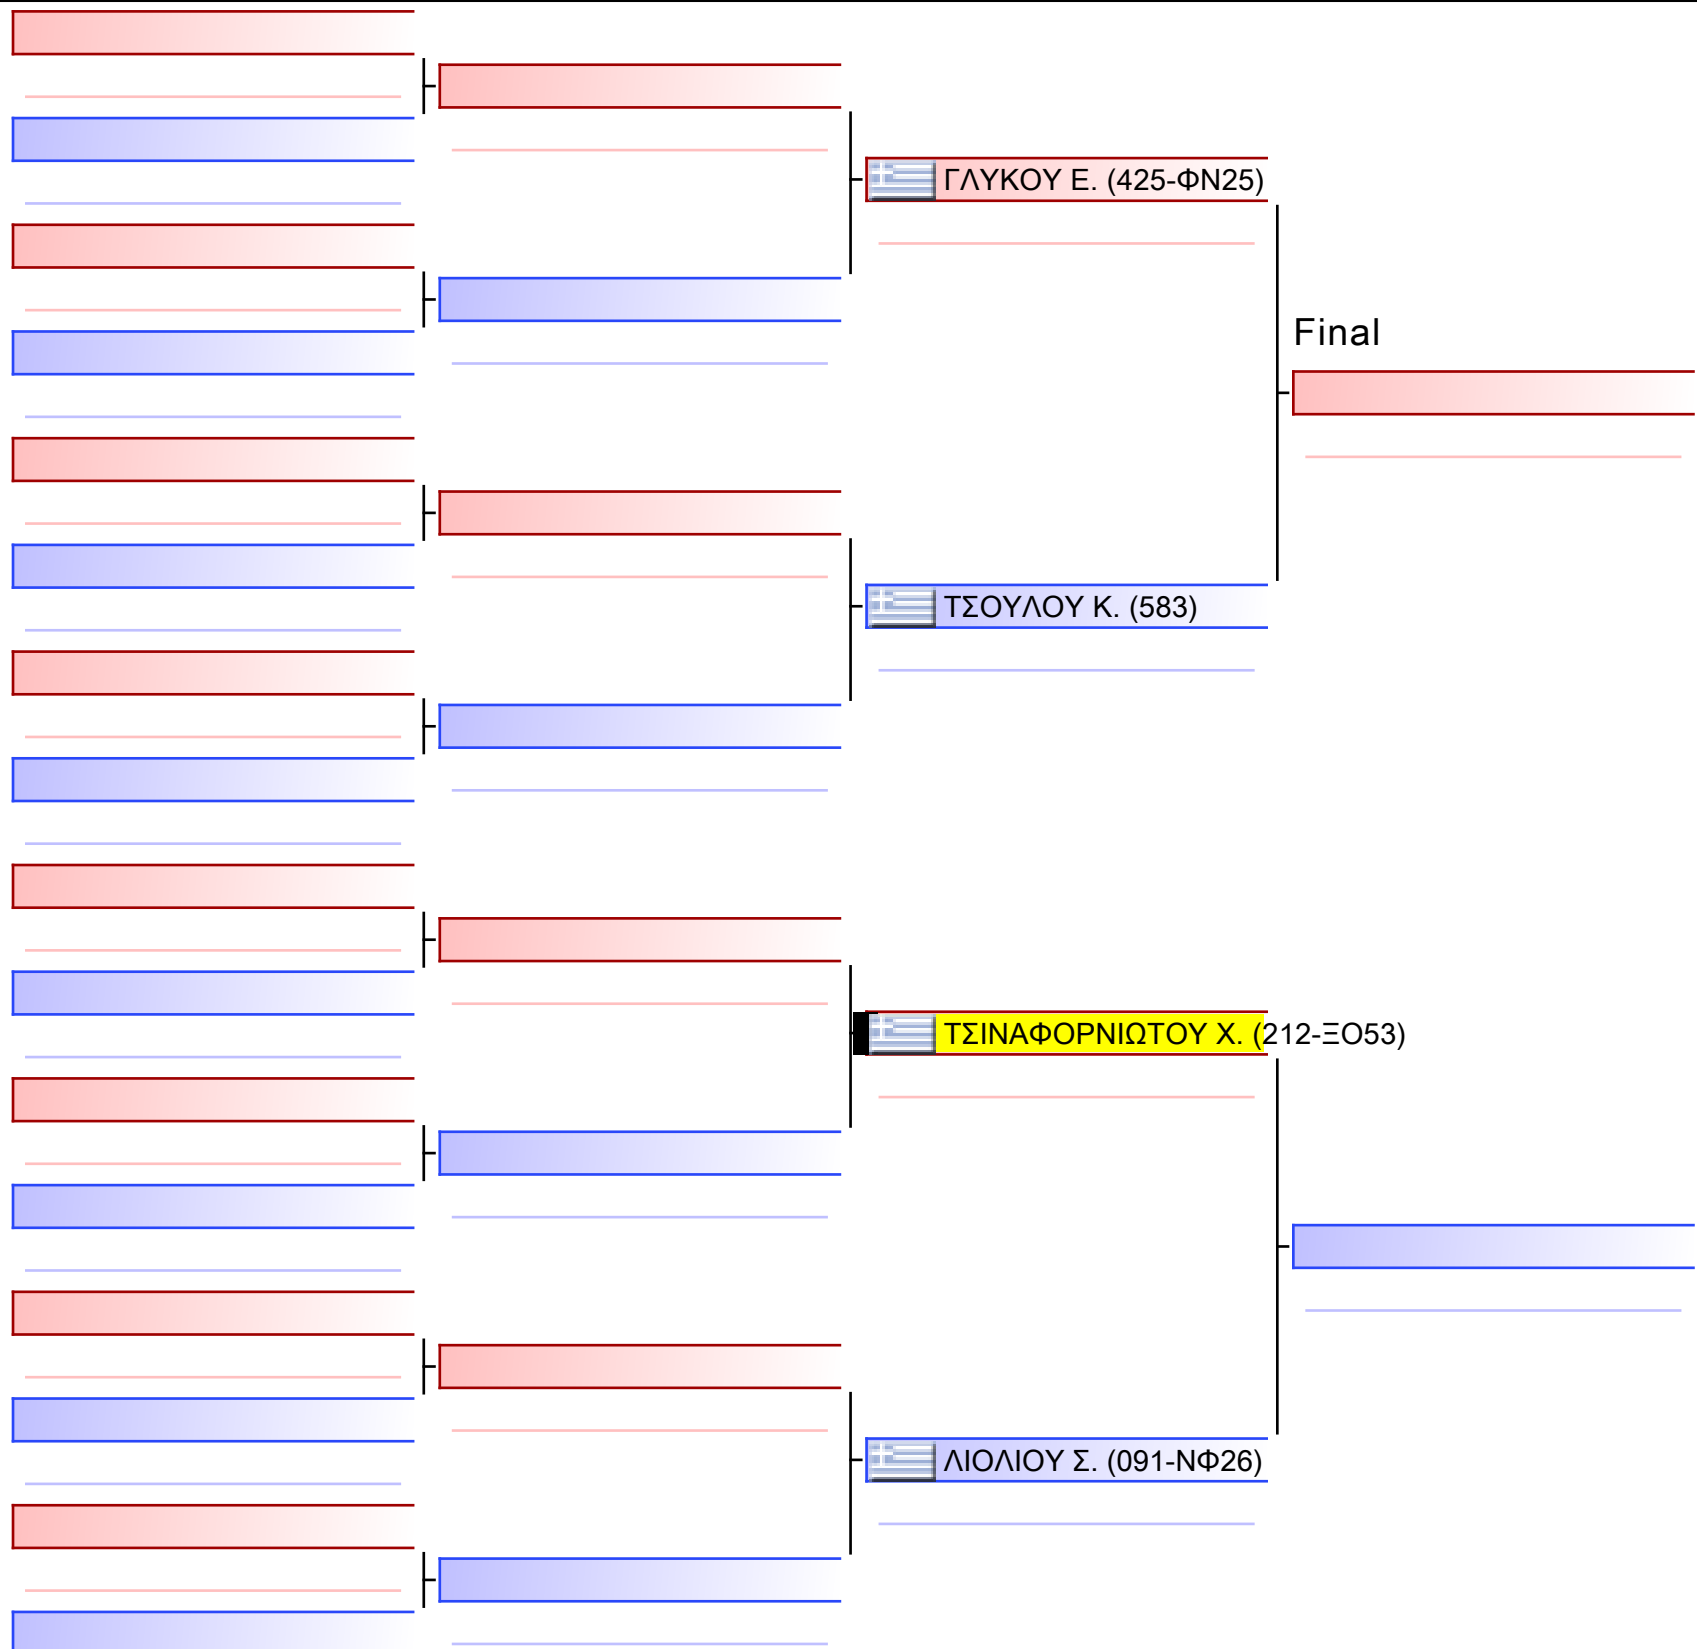 ΓΛΥΚΟΥ Ε. (425-ΦΝ25)
Final
ΤΣΟΥΛΟΥ Κ. (583)
ΤΣΙΝΑΦΟΡΝΙΩΤΟΥ Χ. (212-ΞΟ53)
ΛΙΟΛΙΟΥ Σ. (091-ΝΦ26)